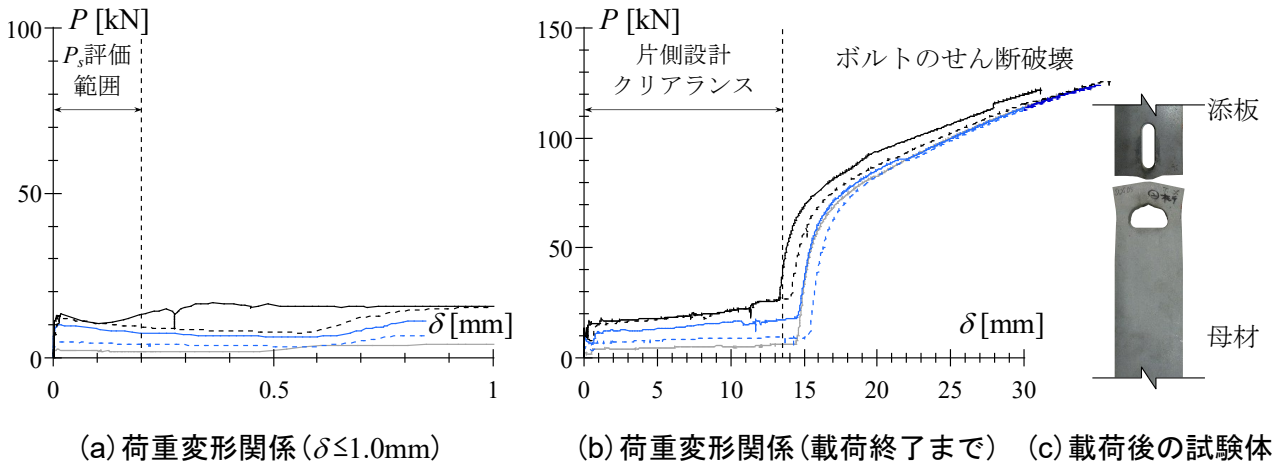 P [kN]
100
50
0
P_s評価
範囲
δ [mm]
0
0.5
1
(a) 荷重変形関係(δ≤1.0mm)
P [kN]
150
100
50
0
片側設計
クリアランス
ボルトのせん断破壊
δ [mm]
0
5
10
15
20
25
30
(b) 荷重変形関係(載荷終了まで)
添板
母材
(c) 載荷後の試験体